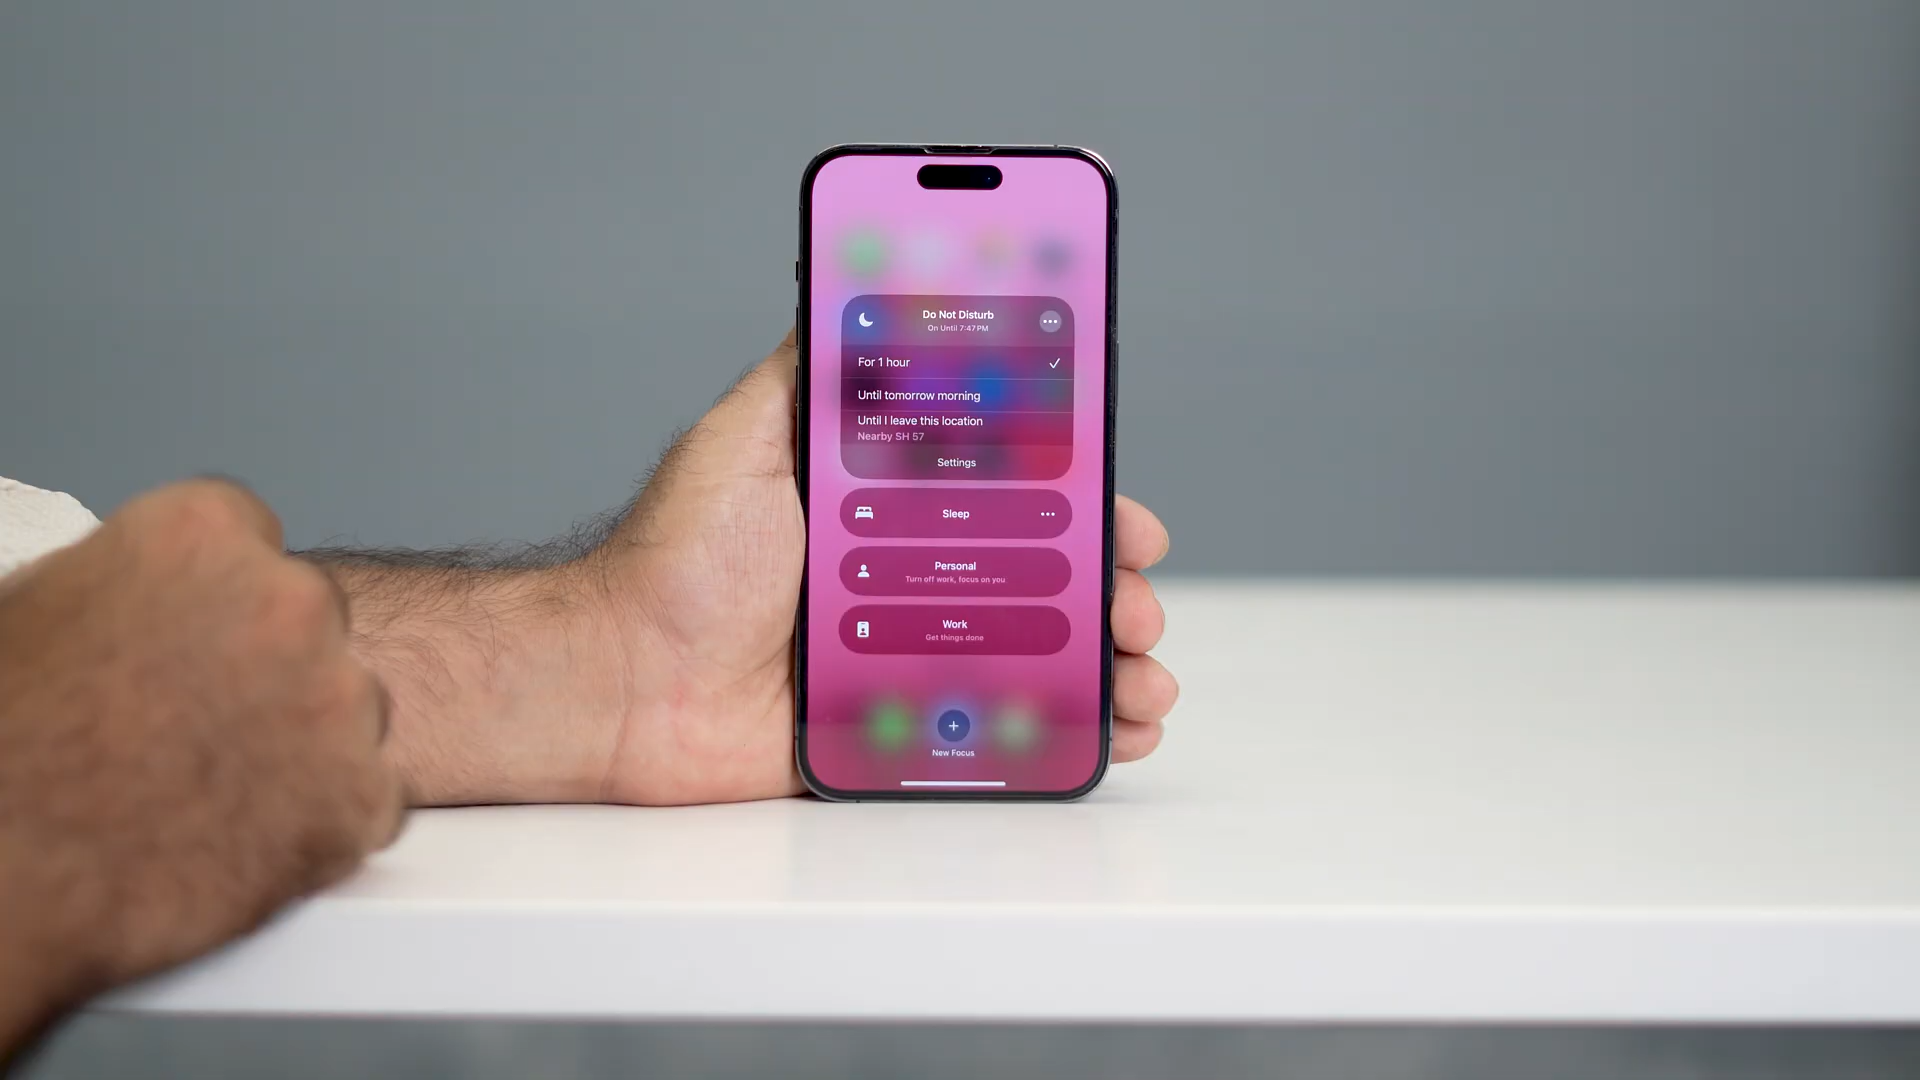 Do Not Disturb
On Until 7:47 PM
For 1 hour
Until tomorrow morning
Until I leave this location
Nearby SH 57
Settings
Sleep
Personal
Turn off work, focus on you
Work
Get things done
New Focus